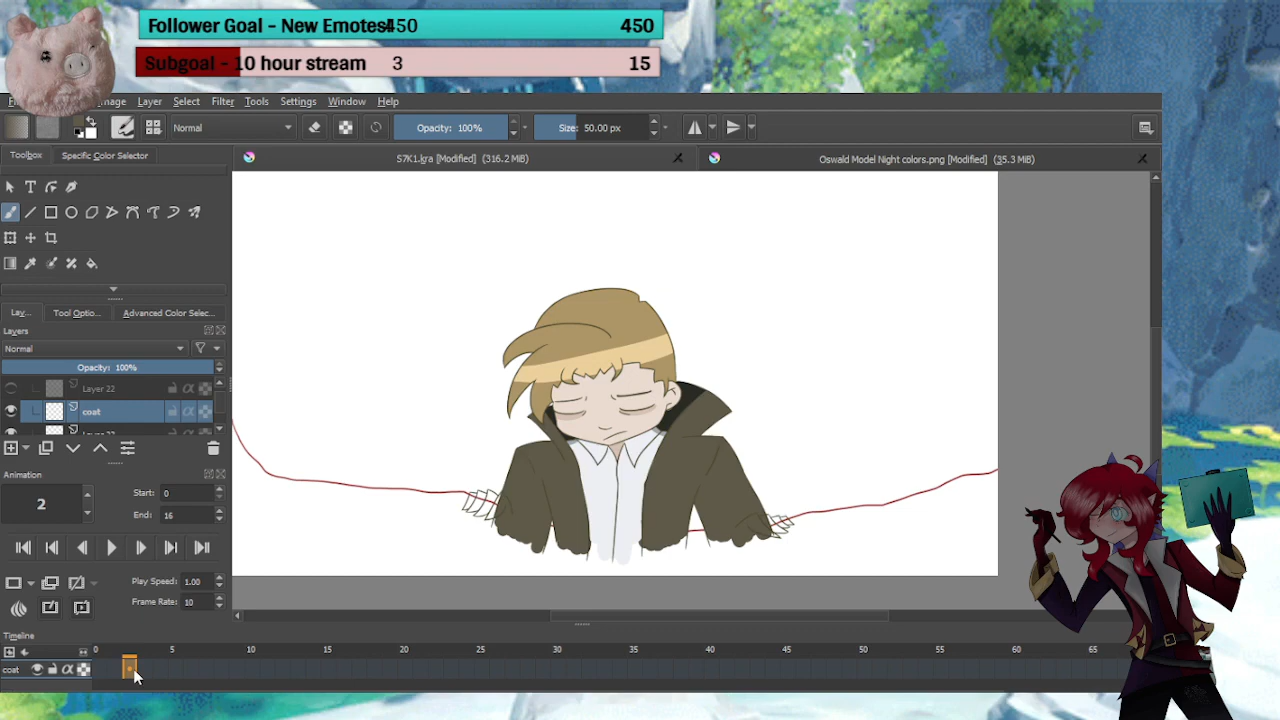 Follower Goal - New Emotes! 450 450
Subgoal - 10 hour stream 3 15
Image Layer Select Filter Tools Settings Window Help
Normal Opacity: 100% Size: 50.00 px
Toolbox Specific Color Selector S7K1.kra [Modified] (316.2 MiB) Oswald Model Night colors.png [Modified] (35.3 MiB)
Lay... Tool Optio... Advanced Color Selec...
Layers
Normal
Opacity: 100%
Layer 22
coat
Animation
2 Start: 0
End: 16
Play Speed: 1.00
Frame Rate: 10
Timeline
0 5 10 15 20 25 30 35 40 45 50 55 60 65
coat